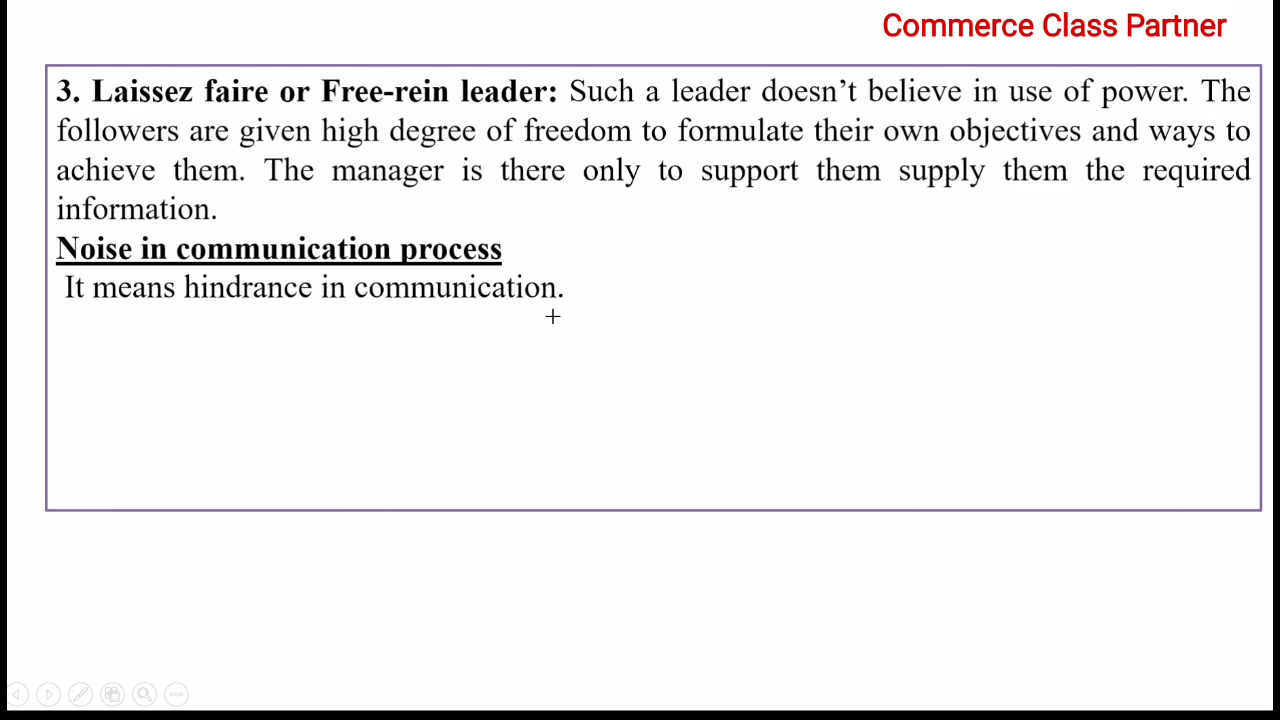 Commerce Class Partner
3. Laissez faire or Free-rein leader: Such a leader doesn’t believe in use of power. The
followers are given high degree of freedom to formulate their own objectives and ways to
achieve them. The manager is there only to support them supply them the required
information.
Noise in communication process
It means hindrance in communication.